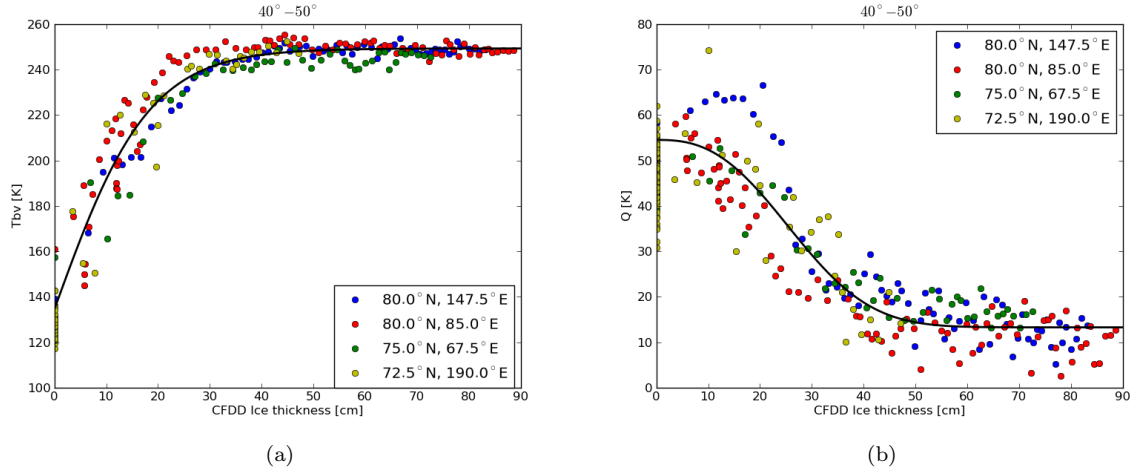 40°−50°
260
240
220
200
180
160
140
120
100
Tbv [K]
0 10 20 30 40 50 60 70 80 90
CFDD Ice thickness [cm]
80.0°N, 147.5°E
80.0°N, 85.0°E
75.0°N, 67.5°E
72.5°N, 190.0°E
(a)
40°−50°
80
70
60
50
40
30
20
10
0
Q [K]
0 10 20 30 40 50 60 70 80 90
CFDD Ice thickness [cm]
80.0°N, 147.5°E
80.0°N, 85.0°E
75.0°N, 67.5°E
72.5°N, 190.0°E
(b)